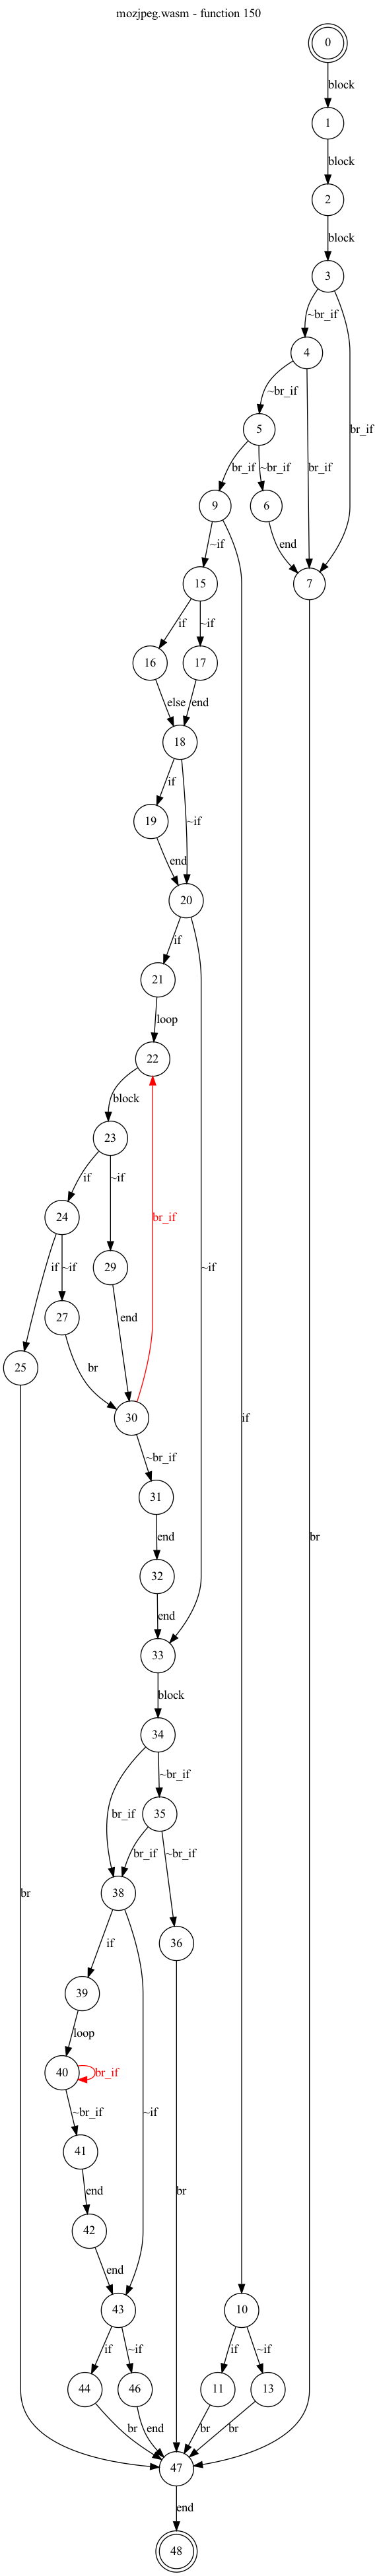 mozjpeg.wasm - function 150
0
block
1
block
2
block
3
~br_if
4
~br_if
br_if
br_if
5
br_if
~br_if
9
6
~if
end
15
7
if
~if
16
17
else
end
18
if
~if
19
end
20
if
21
loop
22
block
br_if
23
if
~if
24
29
~if
if
~if
27
end
25
br
30
if
~br_if
31
end
br
32
end
33
block
34
~br_if
br_if
35
br_if
~br_if
38
br
if
36
39
loop
40
br_if
~br_if
~if
41
br
end
42
end
43
10
if
~if
if
~if
44
46
11
13
br
end
br
br
47
end
48